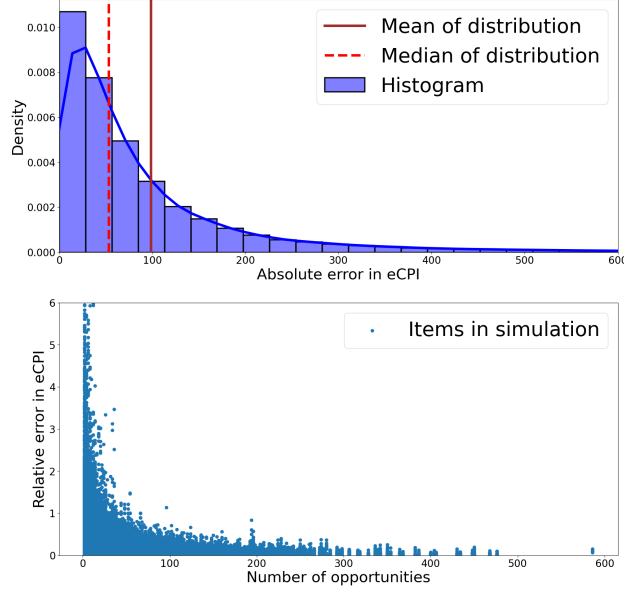 Mean of distribution
Median of distribution
Histogram
Density
0.010
0.008
0.006
0.004
0.002
0.000
0 100 200 300 400 500 600
Absolute error in eCPI
Items in simulation
Relative error in eCPI
6
5
4
3
2
1
0
0 100 200 300 400 500 600
Number of opportunities